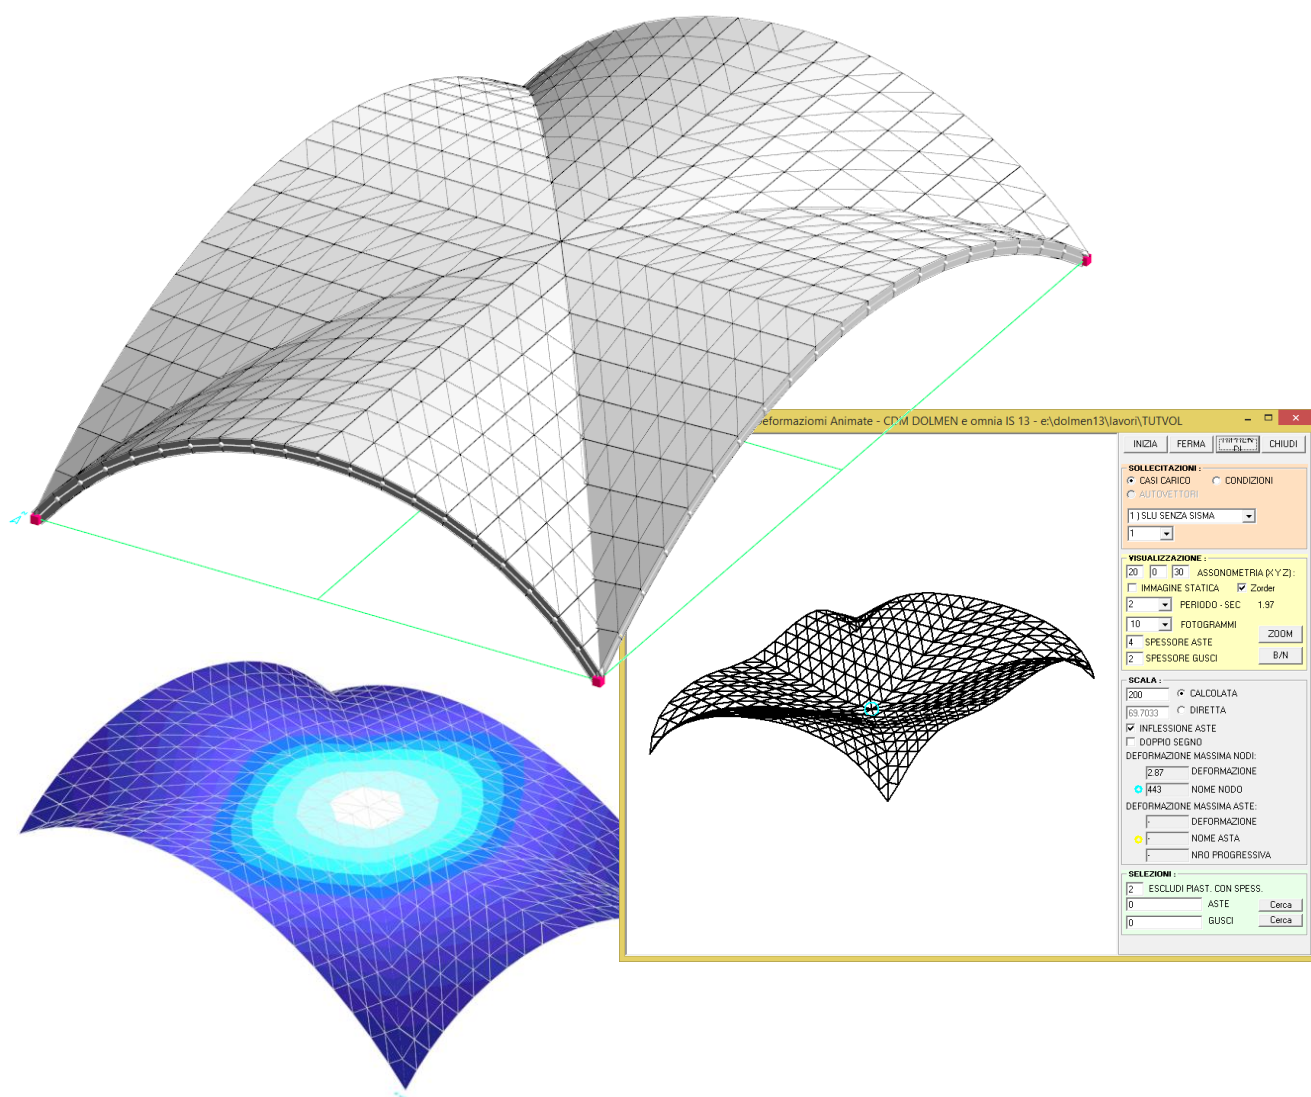 eformaziomi Animate - CDM DOLMEN e omnia IS 13 - e:\dolmen13\lavori\TUTVOL
INIZIA FERMA CHIUDI
SOLLECITAZIONI :
CASI CARICO CONDIZIONI
AUTOVETTORI
1 ) SLU SENZA SISMA
1
VISUALIZZAZIONE :
20 0 30 ASSONOMETRIA (X Y Z) :
IMMAGINE STATICA Zorder
2 PERIODO - SEC 1.97
10 FOTOGRAMMI
ZOOM
4 SPESSORE ASTE
2 SPESSORE GUSCI B/N
SCALA :
200 CALCOLATA
69.7033 DIRETTA
INFLESSIONE ASTE
DOPPIO SEGNO
DEFORMAZIONE MASSIMA NODI:
2.87 DEFORMAZIONE
443 NOME NODO
DEFORMAZIONE MASSIMA ASTE:
- DEFORMAZIONE
- NOME ASTA
- NRO PROGRESSIVA
SELEZIONI :
2 ESCLUDI PIAST. CON SPESS.
0 ASTE Cerca
0 GUSCI Cerca